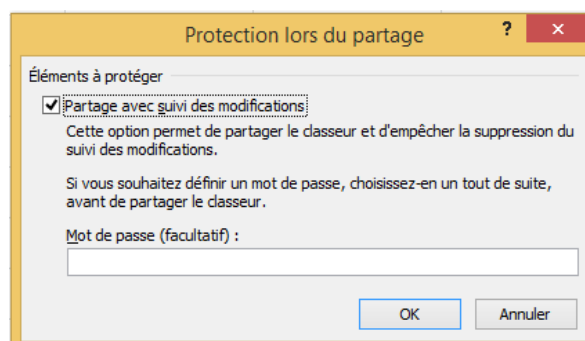 Protection lors du partage
?
×
Éléments à protéger
Partage avec suivi des modifications
Cette option permet de partager le classeur et d'empêcher la suppression du
suivi des modifications.
Si vous souhaitez définir un mot de passe, choisissez-en un tout de suite,
avant de partager le classeur.
Mot de passe (facultatif) :
OK
Annuler